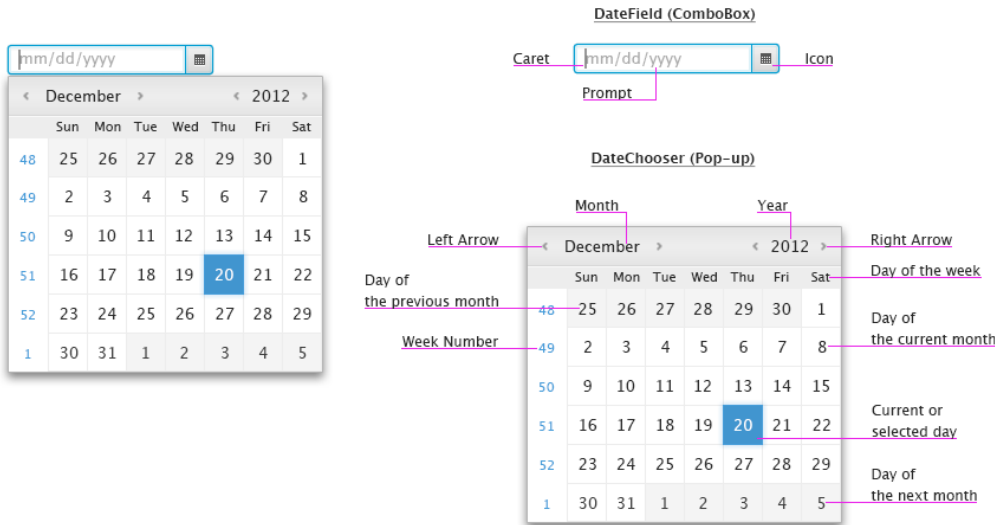 mm/dd/yyyy
‹ December › ‹ 2012 ›
Sun Mon Tue Wed Thu Fri Sat
48 25 26 27 28 29 30 1
49 2 3 4 5 6 7 8
50 9 10 11 12 13 14 15
51 16 17 18 19 20 21 22
52 23 24 25 26 27 28 29
1 30 31 1 2 3 4 5
DateField (ComboBox)
Caret
mm/dd/yyyy
Icon
Prompt
DateChooser (Pop-up)
Month
Year
Left Arrow
‹ December › ‹ 2012 ›
Right Arrow
Sun Mon Tue Wed Thu Fri Sat
Day of the week
Day of
the previous month
48 25 26 27 28 29 30 1
Day of
the current month
Week Number
49 2 3 4 5 6 7 8
50 9 10 11 12 13 14 15
51 16 17 18 19 20 21 22
Current or
selected day
52 23 24 25 26 27 28 29
1 30 31 1 2 3 4 5
Day of
the next month